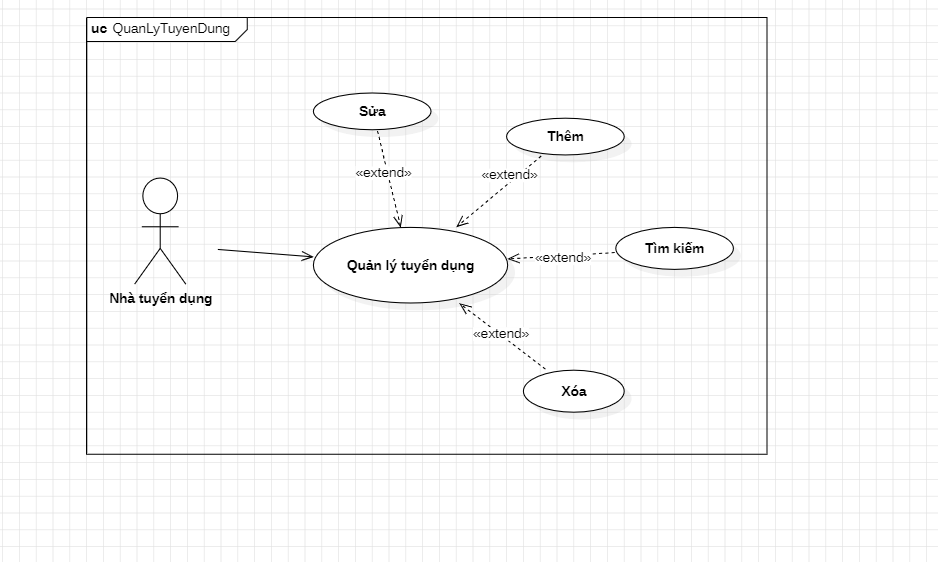 uc QuanLyTuyenDung
Sửa
Thêm
«extend»
«extend»
Tìm kiếm
«extend»
Quản lý tuyển dụng
Nhà tuyển dụng
«extend»
Xóa